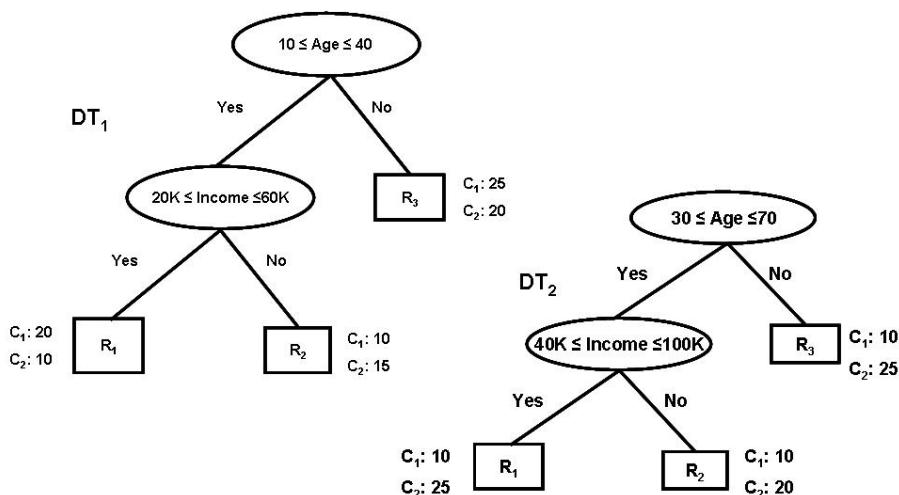 10 ≤ Age ≤ 40
Yes
No
DT₁
20K ≤ Income ≤60K
R₃
C₁: 25
C₂: 20
Yes
No
C₁: 20
C₂: 10
R₁
R₂
C₁: 10
C₂: 15
30 ≤ Age ≤70
Yes
No
DT₂
40K ≤ Income ≤100K
R₃
C₁: 10
C₂: 25
Yes
No
C₁: 10
C₂: 25
R₁
R₂
C₁: 10
C₂: 20